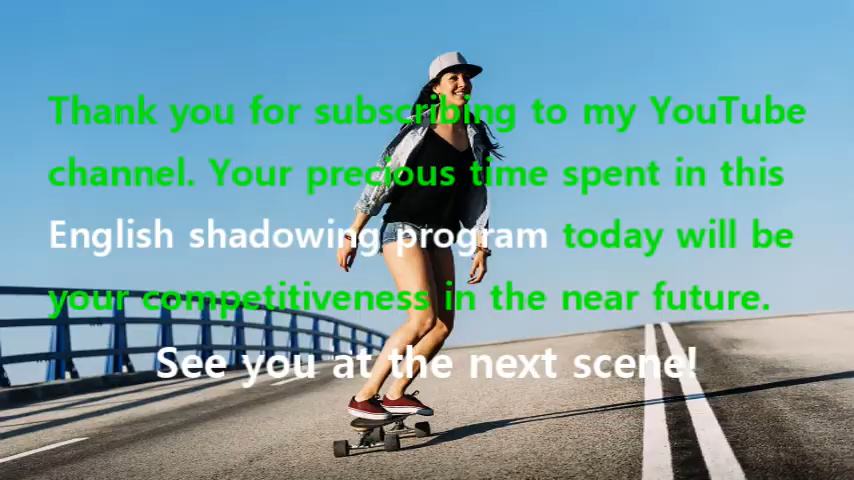 Thank you for subscribing to my YouTube
channel. Your precious time spent in this
English shadowing program today will be
your competitiveness in the near future.
See you at the next scene!